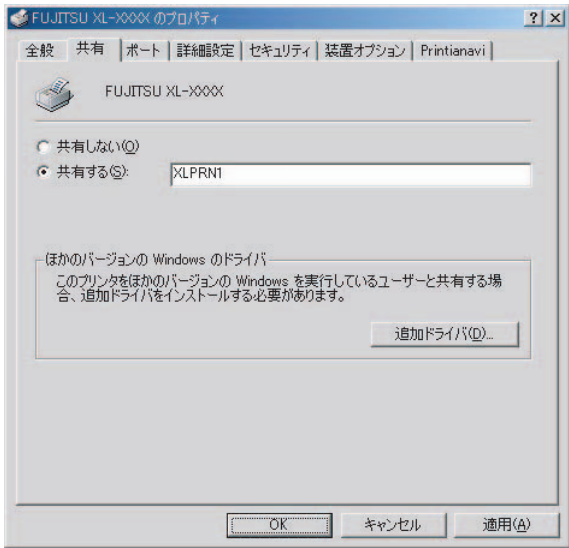 FUJITSU XL-XXXX のプロパティ
? ×
全般 共有 ポート 詳細設定 セキュリティ 装置オプション Printianavi
FUJITSU XL-XXXX
共有しない(O)
共有する(S): XLPRN1
ほかのバージョンの Windows のドライバ
このプリンタをほかのバージョンの Windows を実行しているユーザーと共有する場
合、追加ドライバをインストールする必要があります。
追加ドライバ(D)...
OK キャンセル 適用(A)